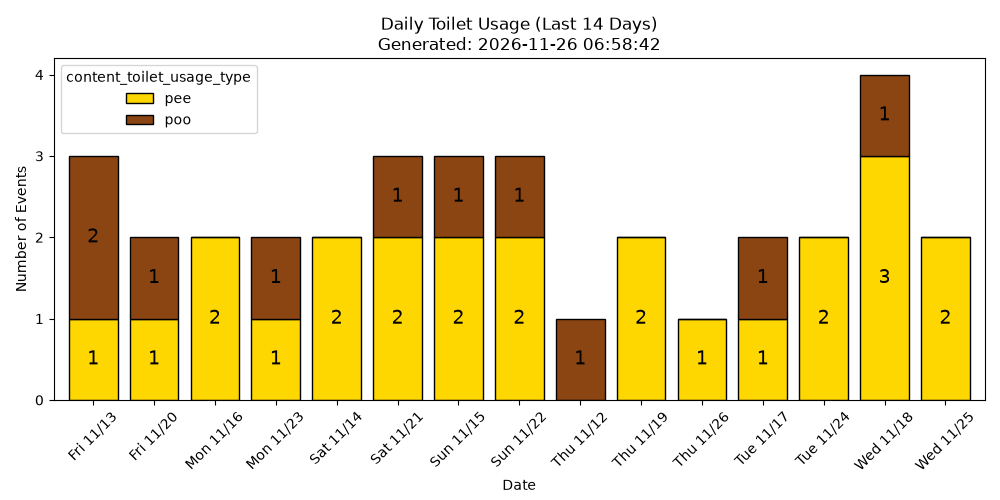 Daily Toilet Usage (Last 14 Days)
Generated: 2026-11-26 06:58:42
content_toilet_usage_type
pee
poo
Number of Events
4
3
2
1
0
2
1
1
1
2
1
1
2
1
2
1
2
1
2
1
2
1
1
1
2
1
3
2
Fri 11/13
Fri 11/20
Mon 11/16
Mon 11/23
Sat 11/14
Sat 11/21
Sun 11/15
Sun 11/22
Thu 11/12
Thu 11/19
Thu 11/26
Tue 11/17
Tue 11/24
Wed 11/18
Wed 11/25
Date